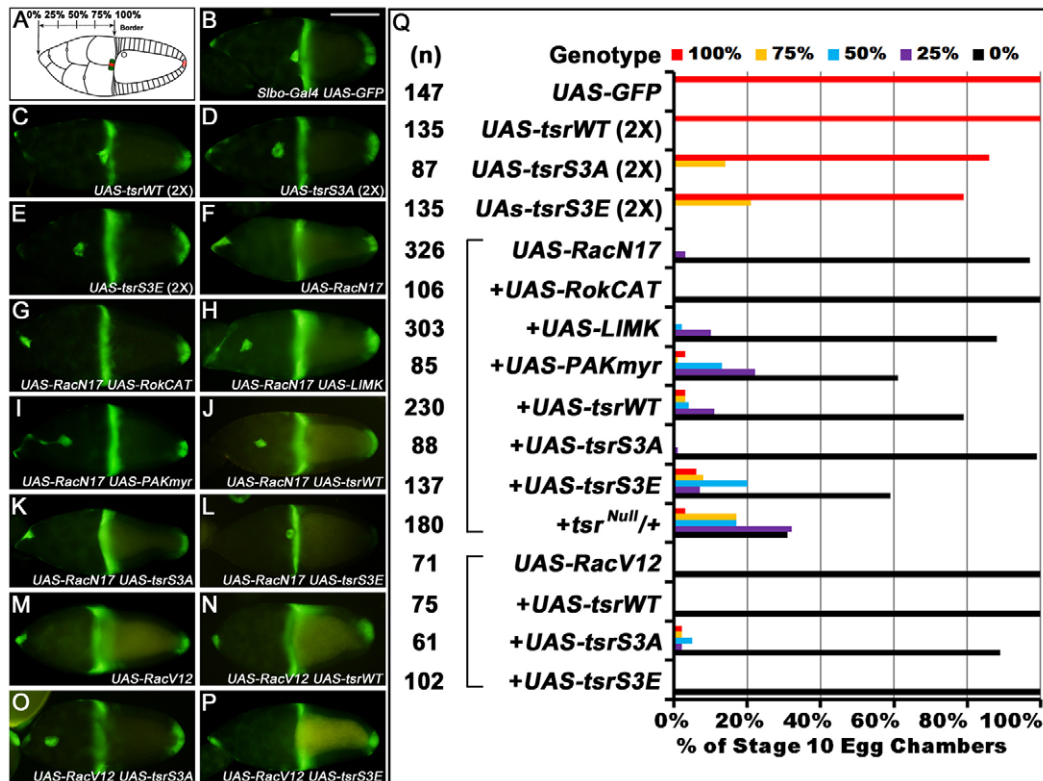 A
0% 25% 50% 75% 100%
Border
B
Slbo-Gal4 UAS-GFP
C
UAS-tsrWT (2X)
D
UAS-tsrS3A (2X)
E
UAS-tsrS3E (2X)
F
UAS-RacN17
G
UAS-RacN17 UAS-RokCAT
H
UAS-RacN17 UAS-LIMK
I
UAS-RacN17 UAS-PAKmyr
J
UAS-RacN17 UAS-tsrWT
K
UAS-RacN17 UAS-tsrS3A
L
UAS-RacN17 UAS-tsrS3E
M
UAS-RacV12
N
UAS-RacV12 UAS-tsrWT
O
UAS-RacV12 UAS-tsrS3A
P
UAS-RacV12 UAS-tsrS3E
Q
(n) Genotype 100% 75% 50% 25% 0%
147 UAS-GFP
135 UAS-tsrWT (2X)
87 UAS-tsrS3A (2X)
135 UAs-tsrS3E (2X)
326 UAS-RacN17
106 +UAS-RokCAT
303 +UAS-LIMK
85 +UAS-PAKmyr
230 +UAS-tsrWT
88 +UAS-tsrS3A
137 +UAS-tsrS3E
180 +tsr Null/+
71 UAS-RacV12
75 +UAS-tsrWT
61 +UAS-tsrS3A
102 +UAS-tsrS3E
0% 20% 40% 60% 80% 100%
% of Stage 10 Egg Chambers